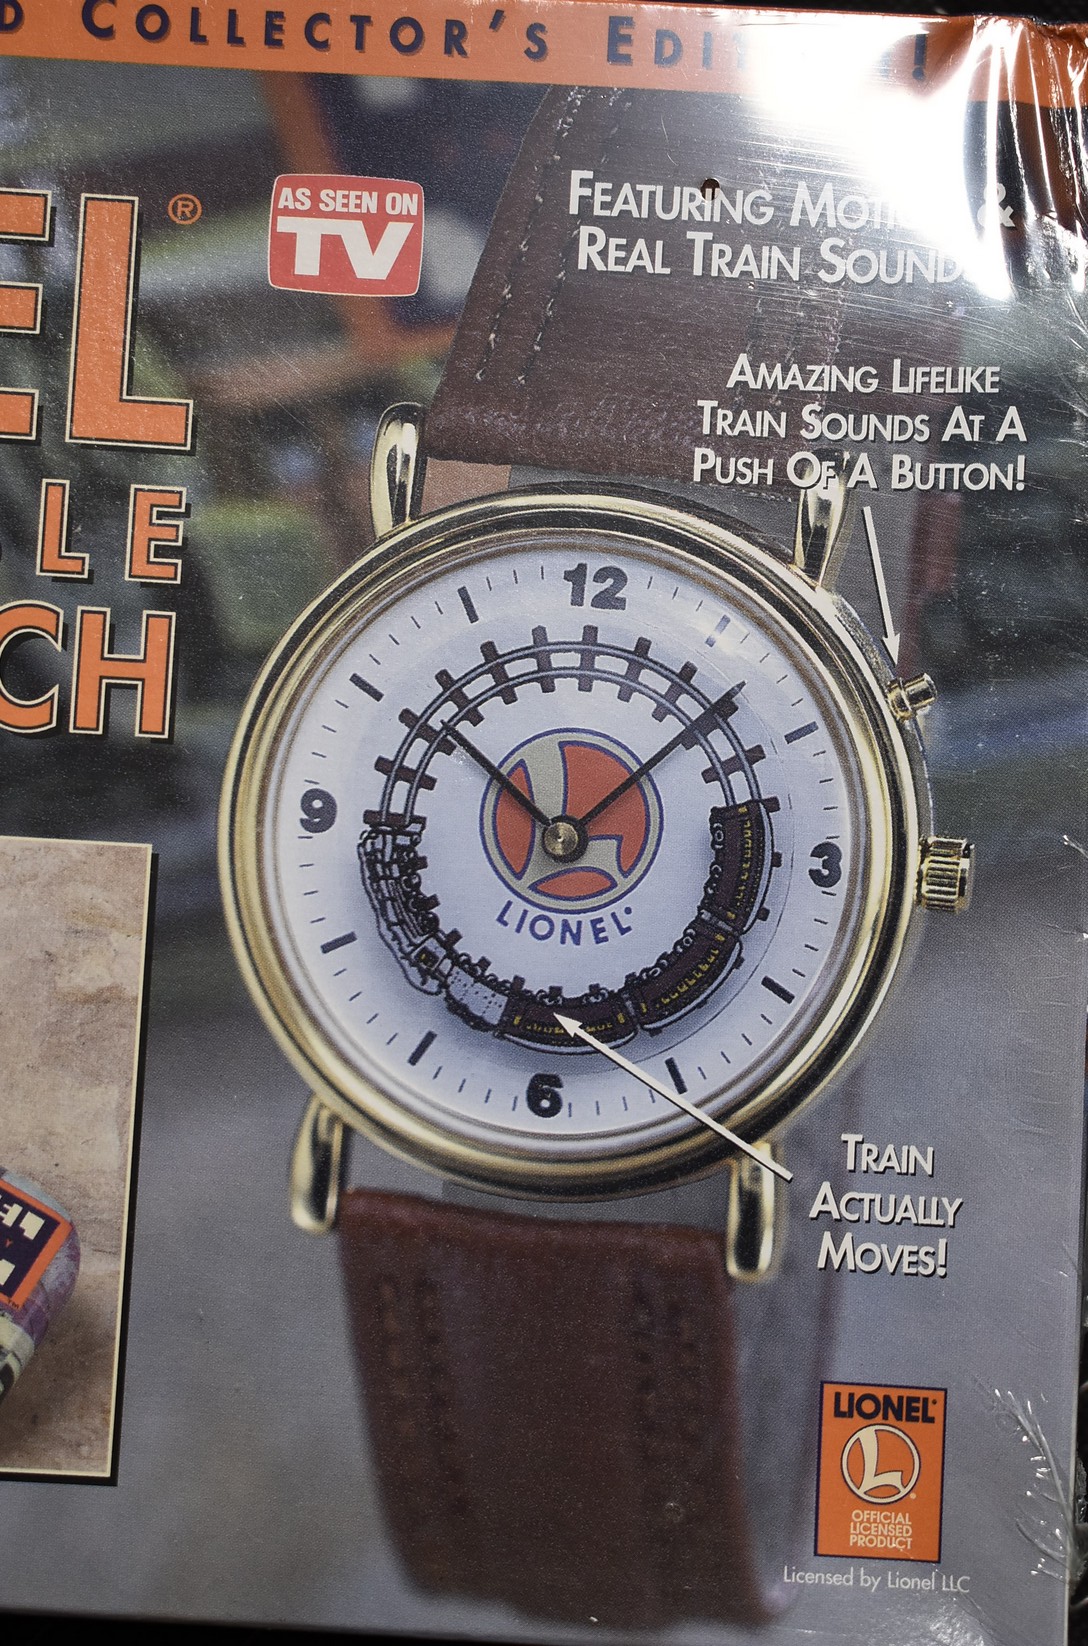 D COLLECTOR'S EDI !
AS SEEN ON
TV
FEATURING MOTI &
REAL TRAIN SOUND
EL®
LE
CH
AMAZING LIFELIKE
TRAIN SOUNDS AT A
PUSH OF A BUTTON!
12
9
3
6
LIONEL®
TRAIN
ACTUALLY
MOVES!
LIONEL®
L
OFFICIAL
LICENSED
PRODUCT
Licensed by Lionel LLC